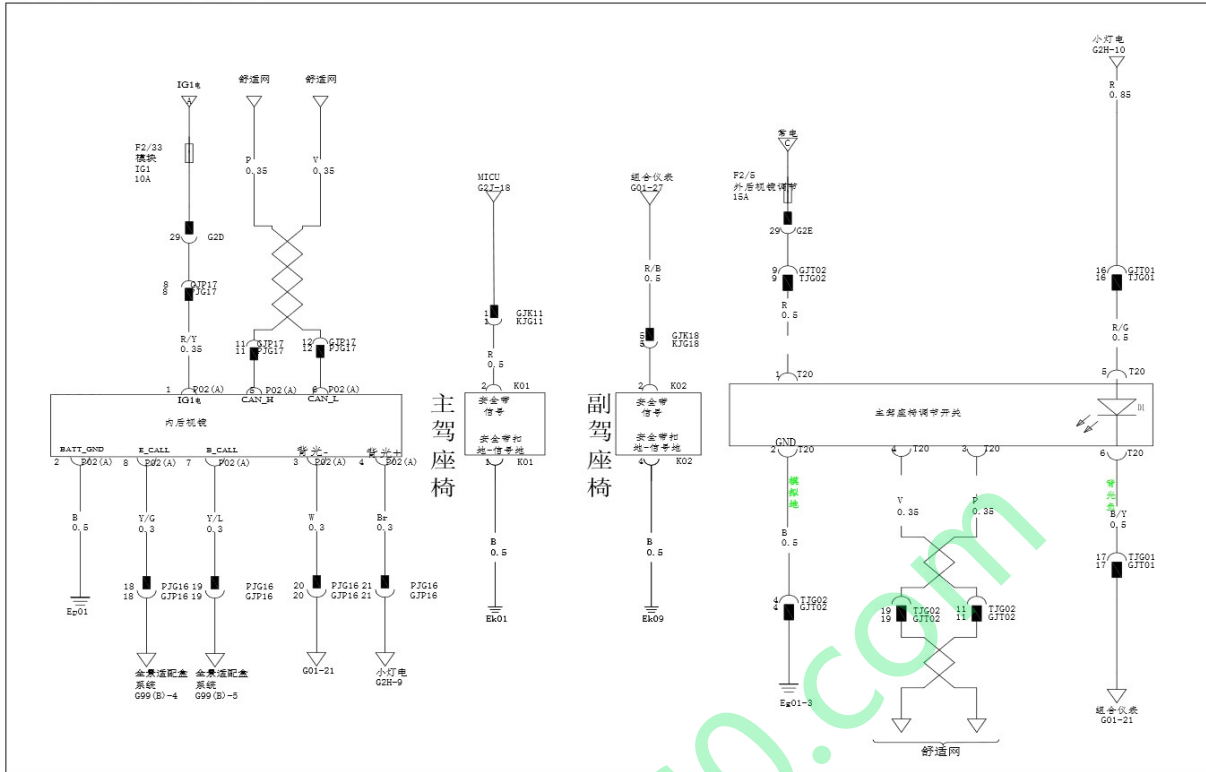 IG1电
A
舒适网
舒适网
F2/33
模块
IG1
10A
P
0.35
V
0.35
29 G2D
8 GJP17
8 PJG17
R/Y
0.35
11 GJP17
11 PJG17
12 GJP17
12 PJG17
1 P02(A)
IG1电
5 P02(A)
CAN_H
6 P02(A)
CAN_L
内后视镜
BATT_GND
2 P02(A)
E_CALL
8 P02(A)
B_CALL
7 P02(A)
背光-
3 P02(A)
背光+
4 P02(A)
B
0.5
Y/G
0.3
Y/L
0.3
W
0.3
Br
0.3
18 PJG16
18 GJP16
19 PJG16
19 GJP16
20 PJG16
20 GJP16
21 PJG16
21 GJP16
Ep01
全景适配盒
系统
G99(B)-4
全景适配盒
系统
G99(B)-5
G01-21
小灯电
G2H-9
MICU
G2J-18
1 GJK11
1 KJG11
R
0.5
2 K01
主驾座椅
安全带
信号
安全带扣
地-信号地
1 K01
B
0.5
Ek01
组合仪表
G01-27
R/B
0.5
5 GJK18
5 KJG18
2 K02
副驾座椅
安全带
信号
安全带扣
地-信号地
4 K02
B
0.5
Ek09
常电
C
F2/5
外后视镜调节
15A
29 G2E
9 GJT02
9 TJG02
R
0.5
1 T20
小灯电
G2H-10
R
0.85
16 GJT01
16 TJG01
R/G
0.5
5 T20
主驾座椅调节开关
D1
GND
2 T20
4 T20
3 T20
6 T20
模拟地
V
0.35
P
0.35
B
0.5
B/Y
0.5
17 TJG01
17 GJT01
4 TJG02
4 GJT02
19 TJG02
19 GJT02
11 TJG02
11 GJT02
Eg01-3
舒适网
组合仪表
G01-21